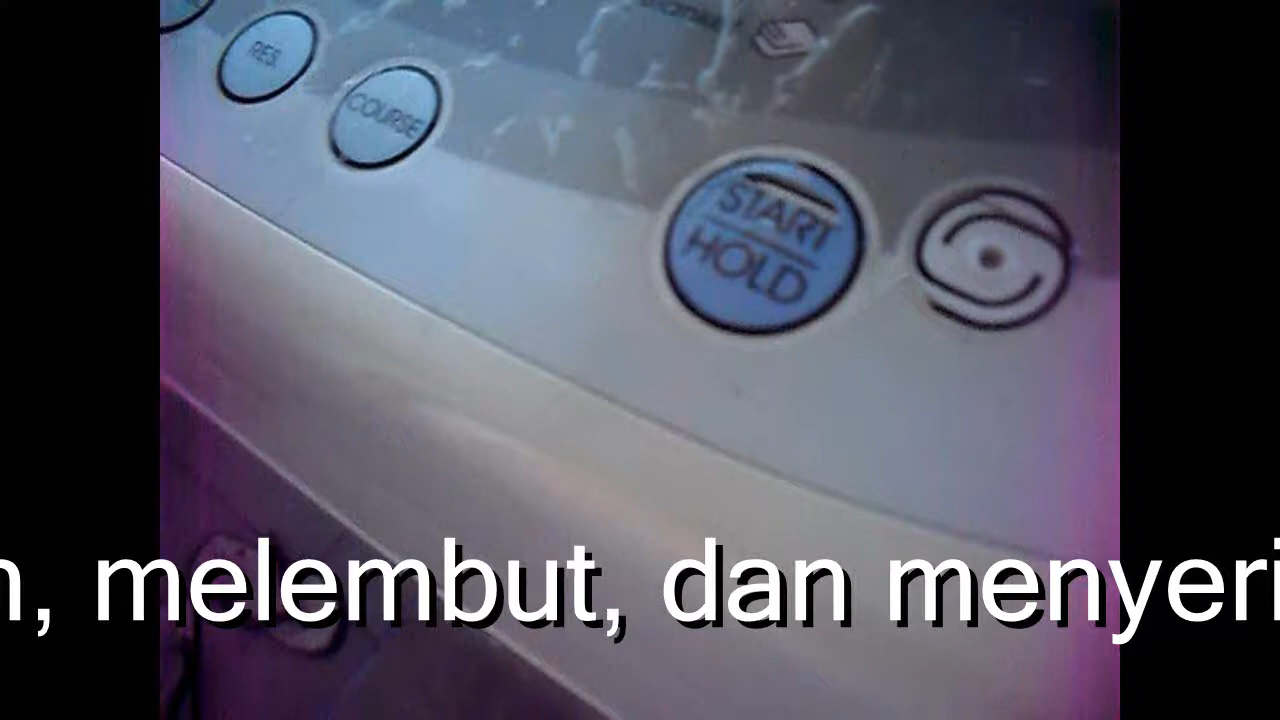 RES.
COURSE
START
HOLD
, melembut, dan menyeri